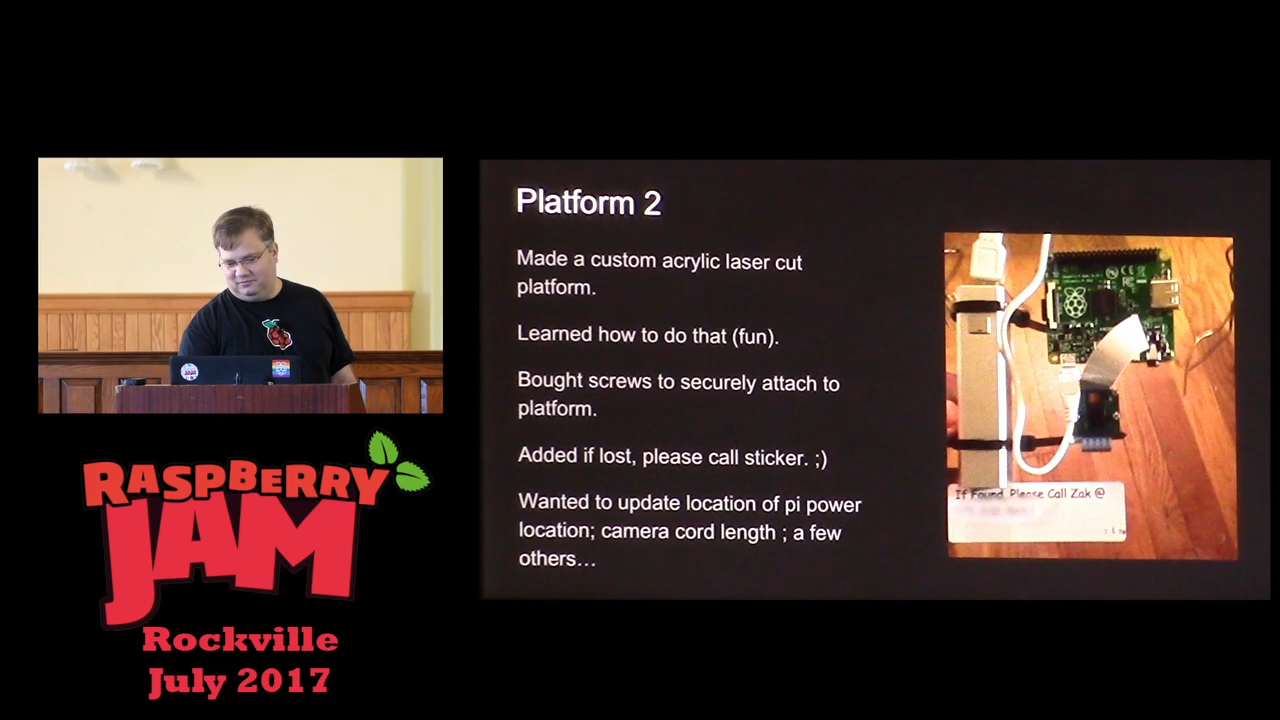 Platform 2
Made a custom acrylic laser cut
platform.
Learned how to do that (fun).
Bought screws to securely attach to
platform.
Added if lost, please call sticker. ;)
Wanted to update location of pi power
location; camera cord length ; a few
others...
If Found Please Call Zak @
JAM
RASPBERRY
JAM
Rockville
July 2017